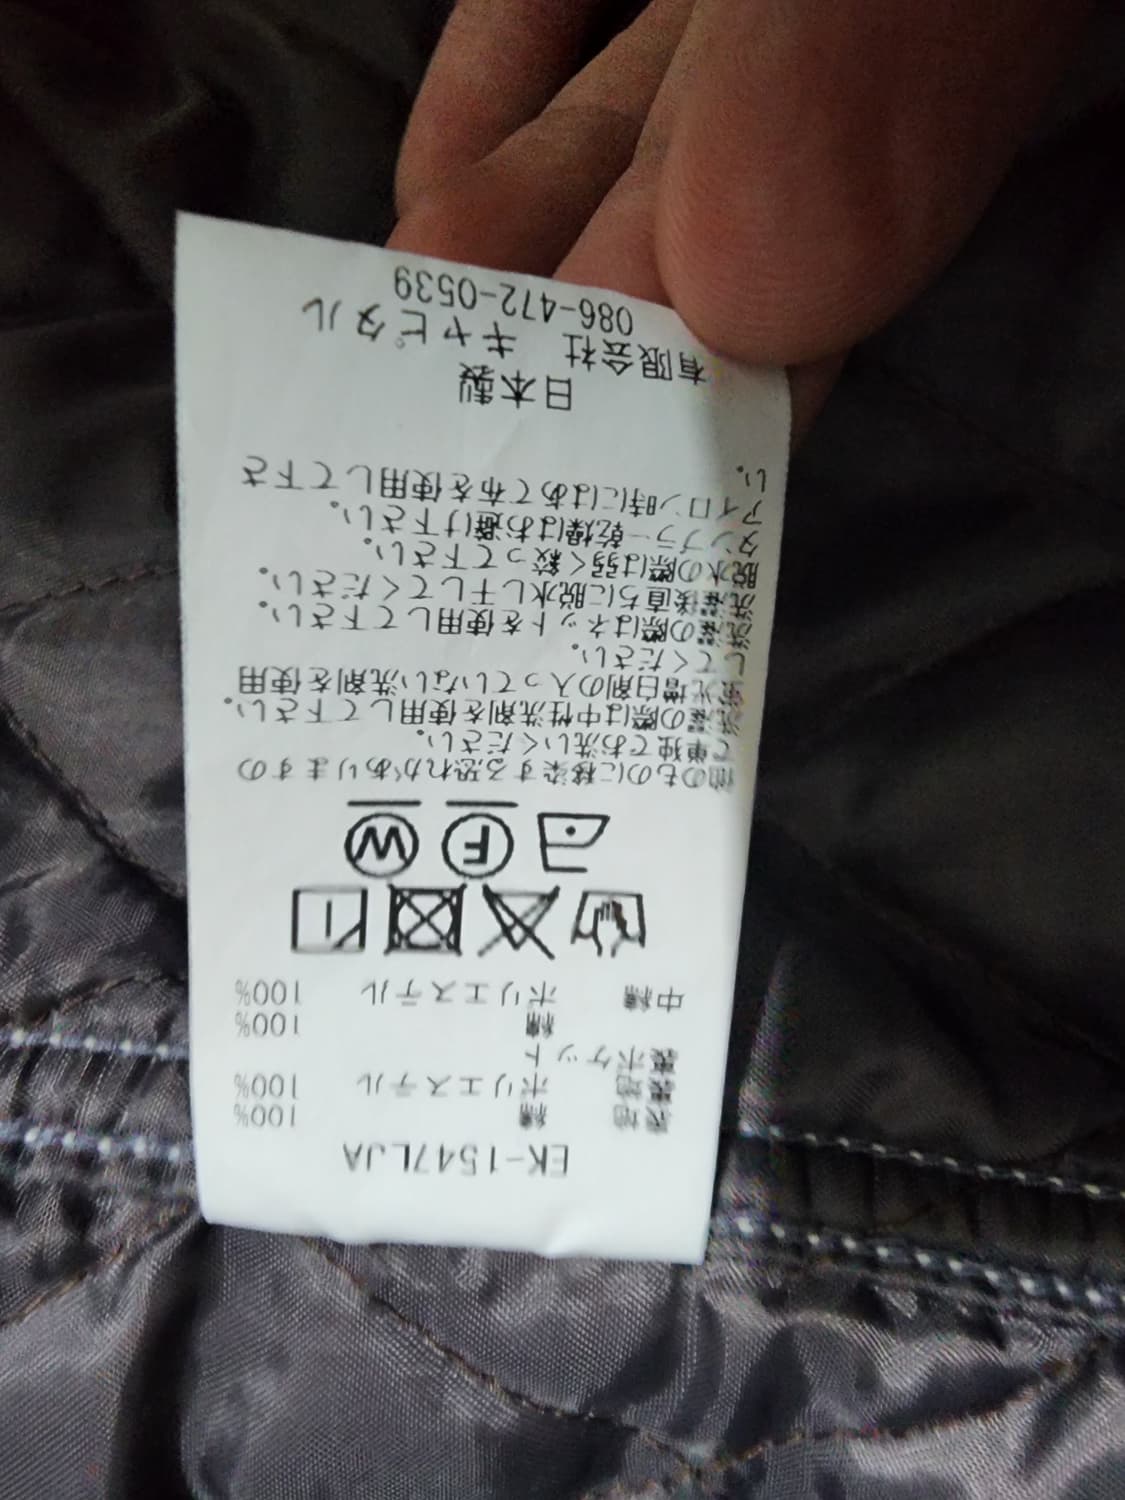 EK-1547LJA
表地 綿 100%
裏地 ポリエステル 100%
裏ポケット
綿 100%
中綿 ポリエステル 100%
F W
他のものに移染する恐れがありますの
で単独でお洗いください。
洗濯の際は中性洗剤を使用して下さい。
蛍光増白剤の入っていない洗剤を使用
してください。
洗濯の際はネットを使用して下さい。
洗濯後直ちに脱水し干してください。
脱水の際は弱く絞って下さい。
タンブラー乾燥はお避け下さい。
アイロン時にはあて布を使用して下さ
い。
日本製
有限会社 キャピタル
086-472-0539